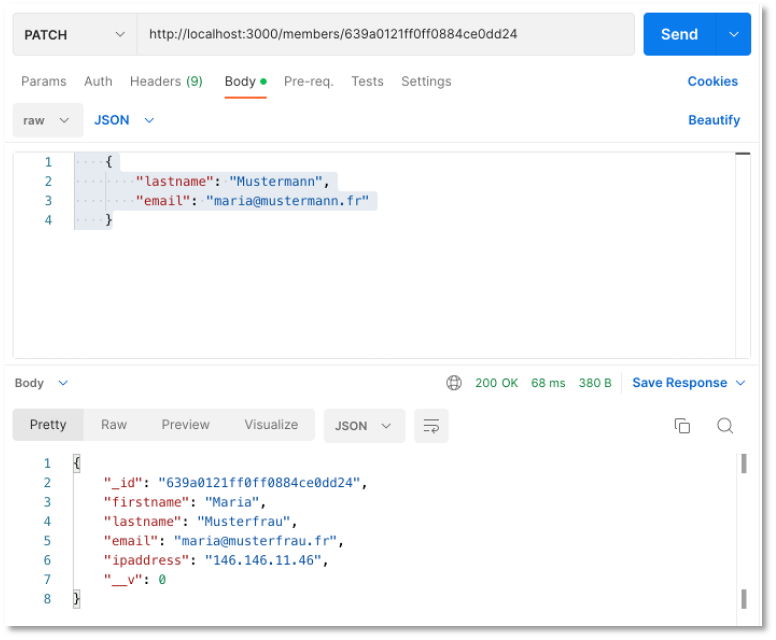 PATCH http://localhost:3000/members/639a0121ff0ff0884ce0dd24 Send
Params Auth Headers (9) Body Pre-req. Tests Settings Cookies
raw JSON Beautify
1 {
2 "lastname": "Mustermann",
3 "email": "maria@mustermann.fr"
4 }
Body 200 OK 68 ms 380 B Save Response
Pretty Raw Preview Visualize JSON
1 {
2 "_id": "639a0121ff0ff0884ce0dd24",
3 "firstname": "Maria",
4 "lastname": "Musterfrau",
5 "email": "maria@musterfrau.fr",
6 "ipaddress": "146.146.11.46",
7 "__v": 0
8 }